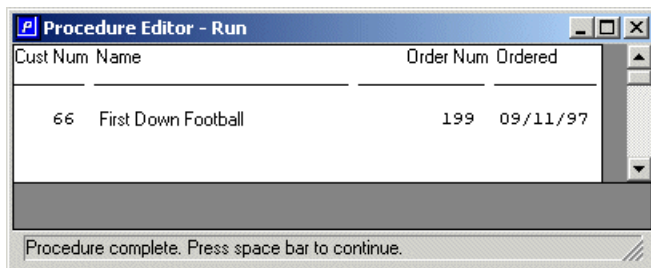 Procedure Editor - Run
Cust Num Name Order Num Ordered
66 First Down Football 199 09/11/97
Procedure complete. Press space bar to continue.